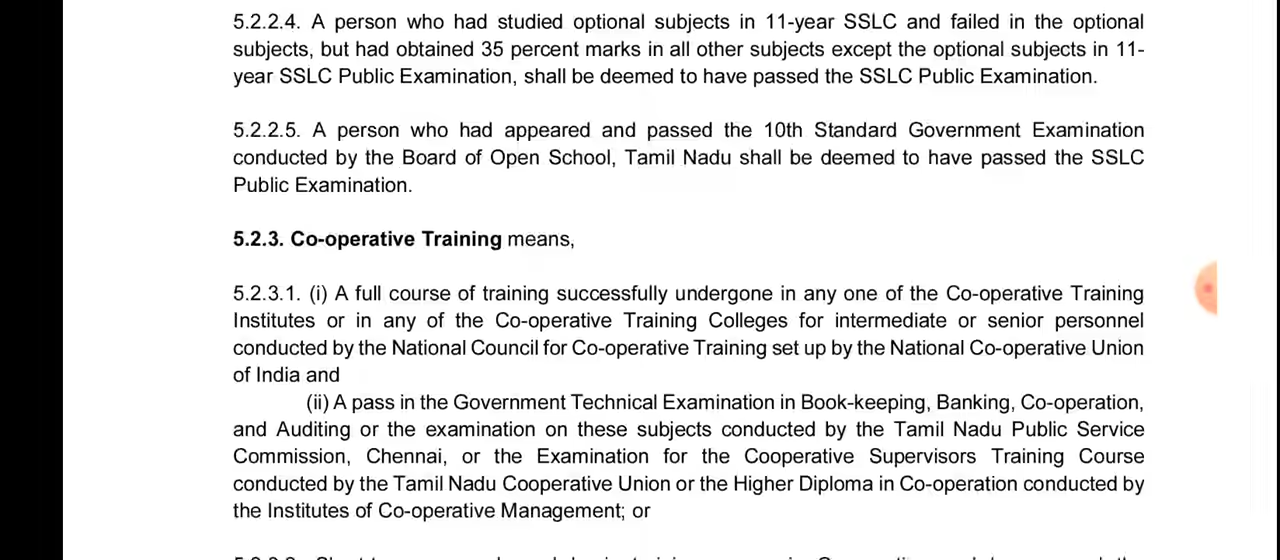 5.2.2.4. A person who had studied optional subjects in 11-year SSLC and failed in the optional
subjects, but had obtained 35 percent marks in all other subjects except the optional subjects in 11-
year SSLC Public Examination, shall be deemed to have passed the SSLC Public Examination.
5.2.2.5. A person who had appeared and passed the 10th Standard Government Examination
conducted by the Board of Open School, Tamil Nadu shall be deemed to have passed the SSLC
Public Examination.
5.2.3. Co-operative Training means,
5.2.3.1. (i) A full course of training successfully undergone in any one of the Co-operative Training
Institutes or in any of the Co-operative Training Colleges for intermediate or senior personnel
conducted by the National Council for Co-operative Training set up by the National Co-operative Union
of India and
(ii) A pass in the Government Technical Examination in Book-keeping, Banking, Co-operation,
and Auditing or the examination on these subjects conducted by the Tamil Nadu Public Service
Commission, Chennai, or the Examination for the Cooperative Supervisors Training Course
conducted by the Tamil Nadu Cooperative Union or the Higher Diploma in Co-operation conducted by
the Institutes of Co-operative Management; or